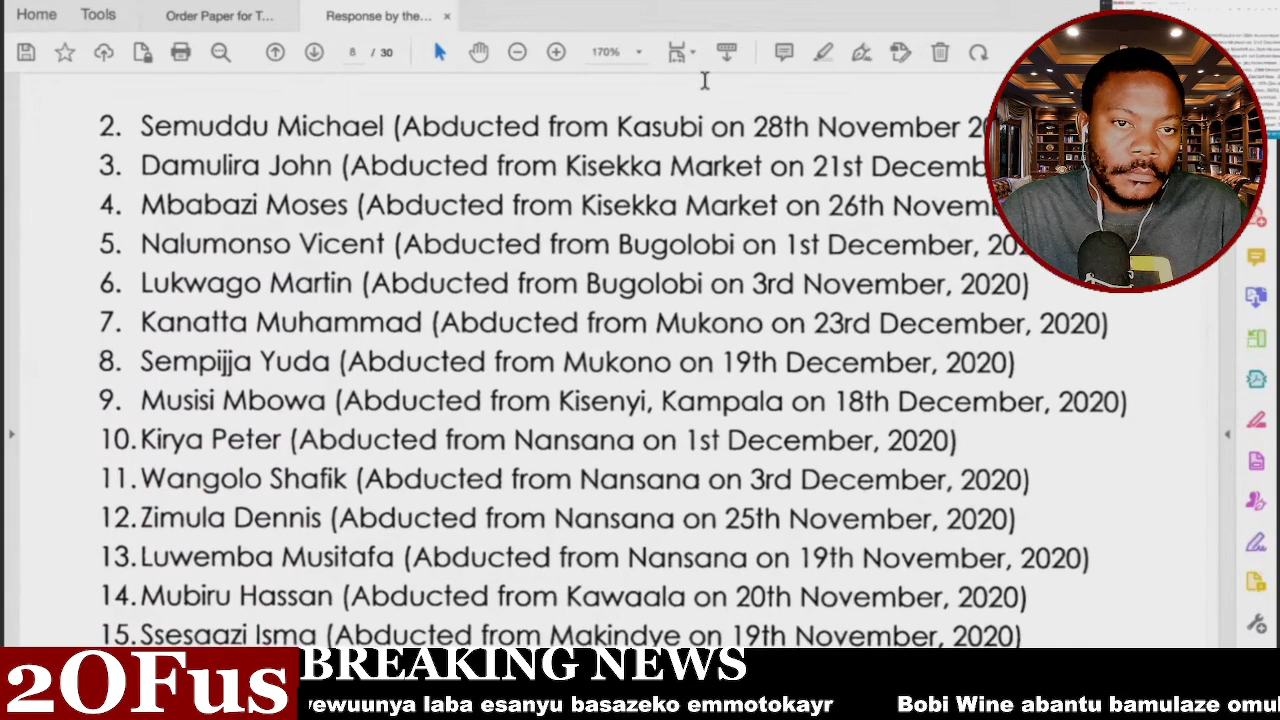 Home
Tools
Order Paper for T...
Response by the...
×
8 / 30
170%
2. Semuddu Michael (Abducted from Kasubi on 28th November 2
3. Damulira John (Abducted from Kisekka Market on 21st Decemb
4. Mbabazi Moses (Abducted from Kisekka Market on 26th Novem
5. Nalumonso Vicent (Abducted from Bugolobi on 1st December, 20
6. Lukwago Martin (Abducted from Bugolobi on 3rd November, 2020)
7. Kanatta Muhammad (Abducted from Mukono on 23rd December, 2020)
8. Sempijja Yuda (Abducted from Mukono on 19th December, 2020)
9. Musisi Mbowa (Abducted from Kisenyi, Kampala on 18th December, 2020)
10. Kirya Peter (Abducted from Nansana on 1st December, 2020)
11. Wangolo Shafik (Abducted from Nansana on 3rd December, 2020)
12. Zimula Dennis (Abducted from Nansana on 25th November, 2020)
13. Luwemba Musitafa (Abducted from Nansana on 19th November, 2020)
14. Mubiru Hassan (Abducted from Kawaala on 20th November, 2020)
15. Ssesaazi Isma (Abducted from Makindye on 19th November, 2020)
2OFus
BREAKING NEWS
ewuunya laba esanyu basazeko emmotokayr Bobi Wine abantu bamulaze omu